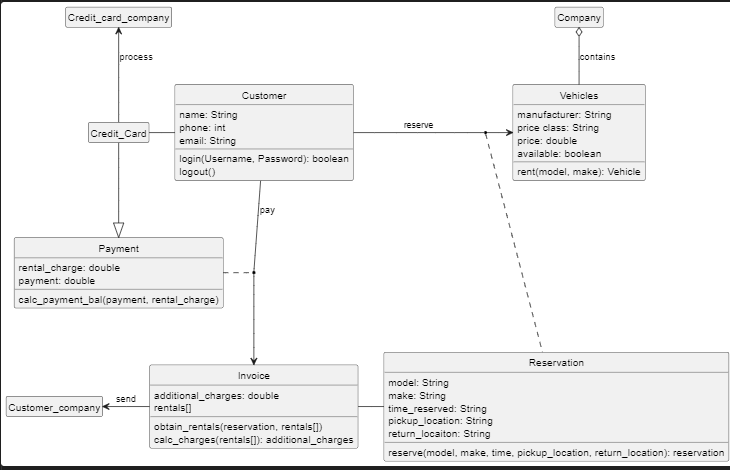 Credit_card_company
Company
process
contains
Customer
name: String
phone: int
email: String
login(Username, Password): boolean
logout()
reserve
Vehicles
manufacturer: String
price class: String
price: double
available: boolean
rent(model, make): Vehicle
Credit_Card
pay
Payment
rental_charge: double
payment: double
calc_payment_bal(payment, rental_charge)
Invoice
additional_charges: double
rentals[]
obtain_rentals(reservation, rentals[])
calc_charges(rentals[]): additional_charges
send
Customer_company
Reservation
model: String
make: String
time_reserved: String
pickup_location: String
return_locaiton: String
reserve(model, make, time, pickup_location, return_location): reservation